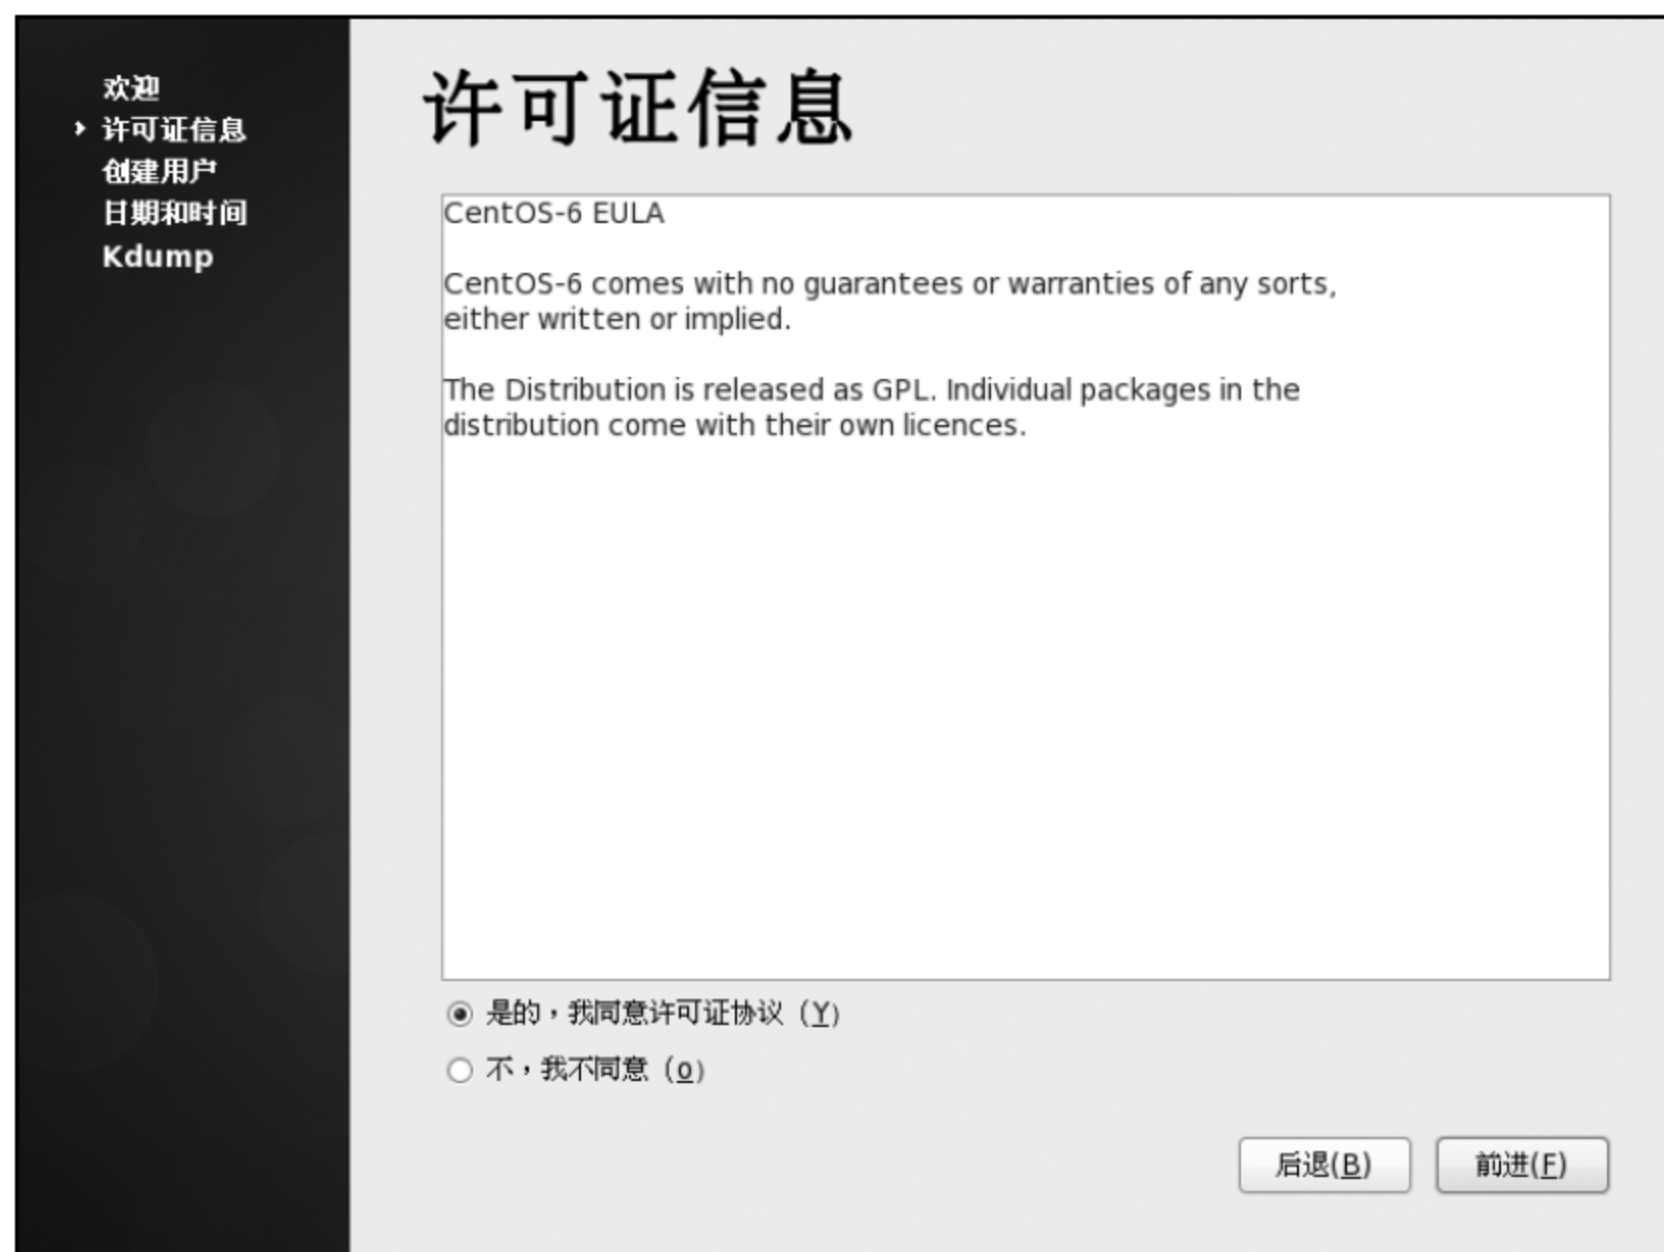 欢迎
许可证信息
创建用户
日期和时间
Kdump
许可证信息
CentOS-6 EULA
CentOS-6 comes with no guarantees or warranties of any sorts,
either written or implied.
The Distribution is released as GPL. Individual packages in the
distribution come with their own licences.
是的，我同意许可证协议（Y）
不，我不同意（o）
后退(B)
前进(F)